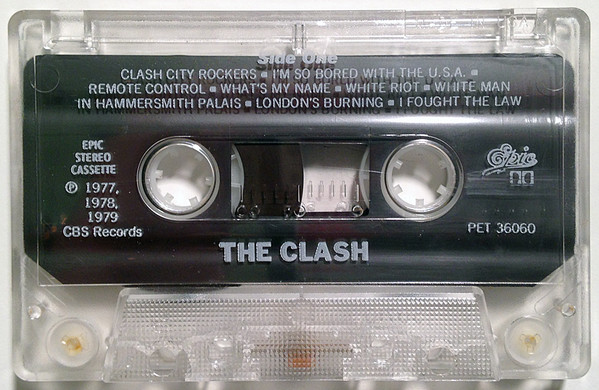 Side One
CLASH CITY ROCKERS ▪ I'M SO BORED WITH THE U.S.A. ▪
REMOTE CONTROL ▪ WHAT'S MY NAME ▪ WHITE RIOT ▪ WHITE MAN
IN HAMMERSMITH PALAIS ▪ LONDON'S BURNING ▪ I FOUGHT THE LAW
EPIC
STEREO
CASSETTE
℗ 1977,
1978,
1979
CBS Records
Epic
PET 36060
THE CLASH